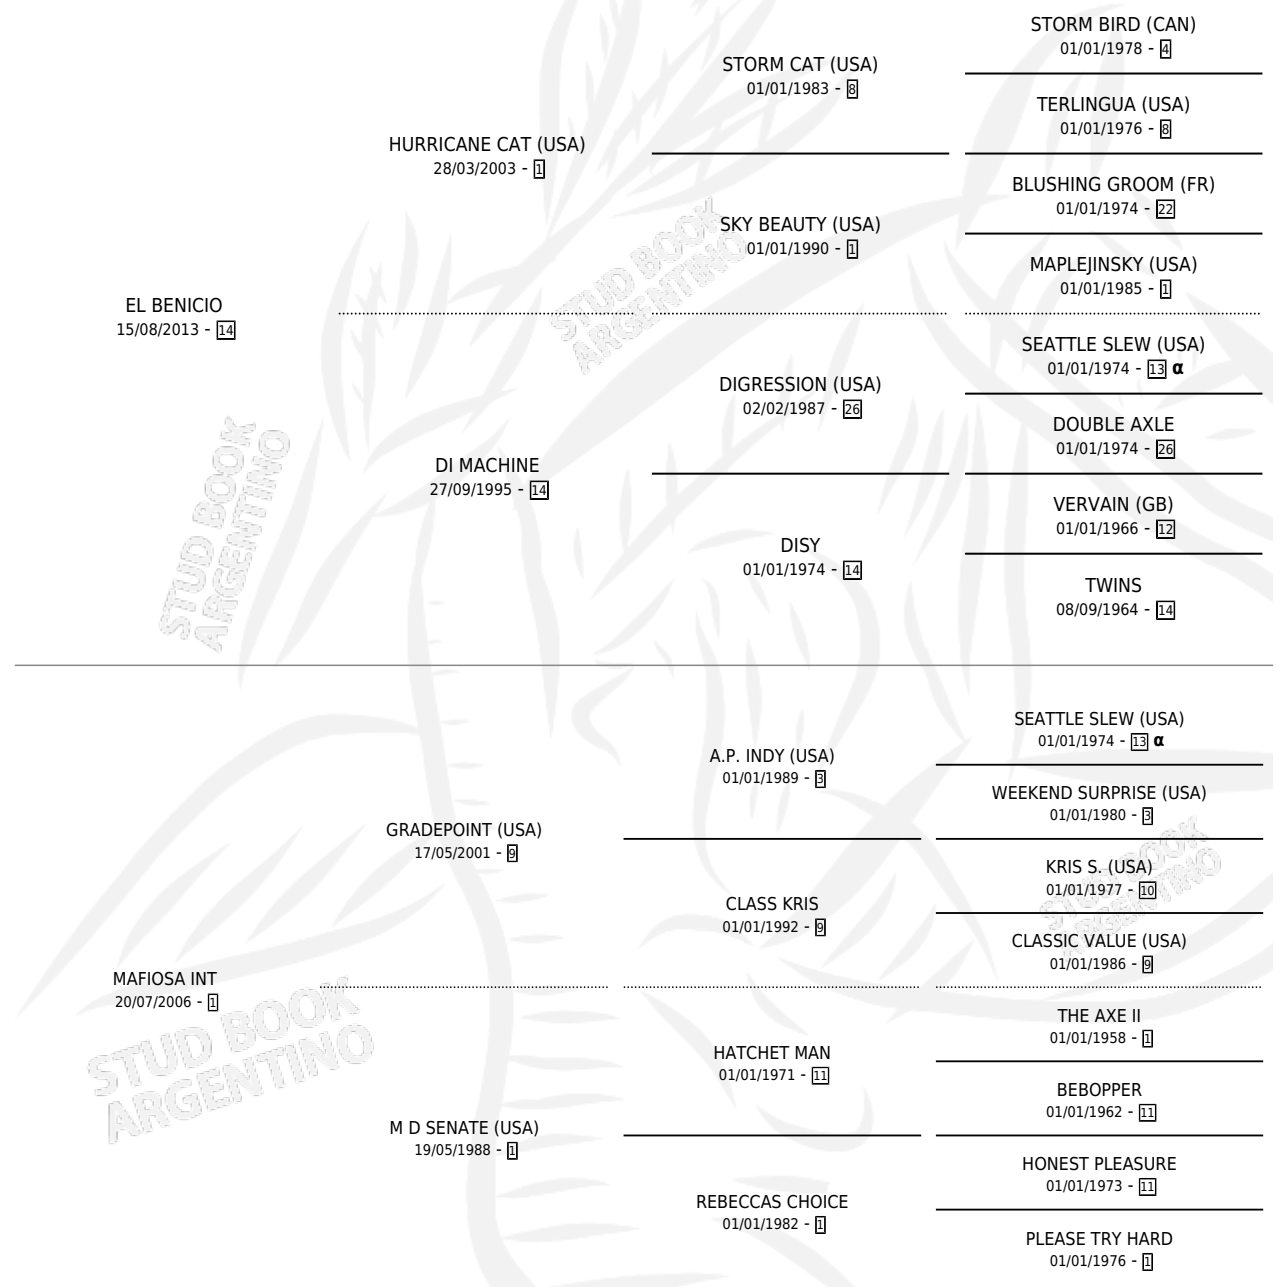 STORM BIRD (CAN)
01/01/1978 - 4
STORM CAT (USA)
01/01/1983 - 8
TERLINGUA (USA)
01/01/1976 - 8
HURRICANE CAT (USA)
28/03/2003 - 1
BLUSHING GROOM (FR)
01/01/1974 - 22
SKY BEAUTY (USA)
01/01/1990 - 1
MAPLEJINSKY (USA)
01/01/1985 - 1
EL BENICIO
15/08/2013 - 14
SEATTLE SLEW (USA)
01/01/1974 - 13 α
DIGRESSION (USA)
02/02/1987 - 26
DOUBLE AXLE
01/01/1974 - 26
DI MACHINE
27/09/1995 - 14
VERVAIN (GB)
01/01/1966 - 12
DISY
01/01/1974 - 14
TWINS
08/09/1964 - 14
STUD BOOK
ARGENTINO
STUD BOOK
ARGENTINO
SEATTLE SLEW (USA)
01/01/1974 - 13 α
A.P. INDY (USA)
01/01/1989 - 3
WEEKEND SURPRISE (USA)
01/01/1980 - 3
GRADEPOINT (USA)
17/05/2001 - 9
KRIS S. (USA)
01/01/1977 - 10
CLASS KRIS
01/01/1992 - 9
CLASSIC VALUE (USA)
01/01/1986 - 9
MAFIOSA INT
20/07/2006 - 1
THE AXE II
01/01/1958 - 1
HATCHET MAN
01/01/1971 - 11
BEBOPPER
01/01/1962 - 11
M D SENATE (USA)
19/05/1988 - 1
HONEST PLEASURE
01/01/1973 - 11
REBECCAS CHOICE
01/01/1982 - 1
PLEASE TRY HARD
01/01/1976 - 1
STUD BOOK
ARGENTINO
STUD BOOK
ARGENTINO